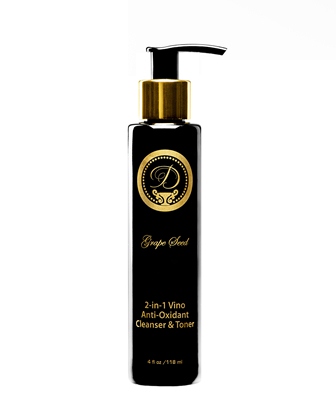 D
Grape Seed
2-in-1 Vino
Anti-Oxidant
Cleanser & Toner
4 fl oz / 118 ml